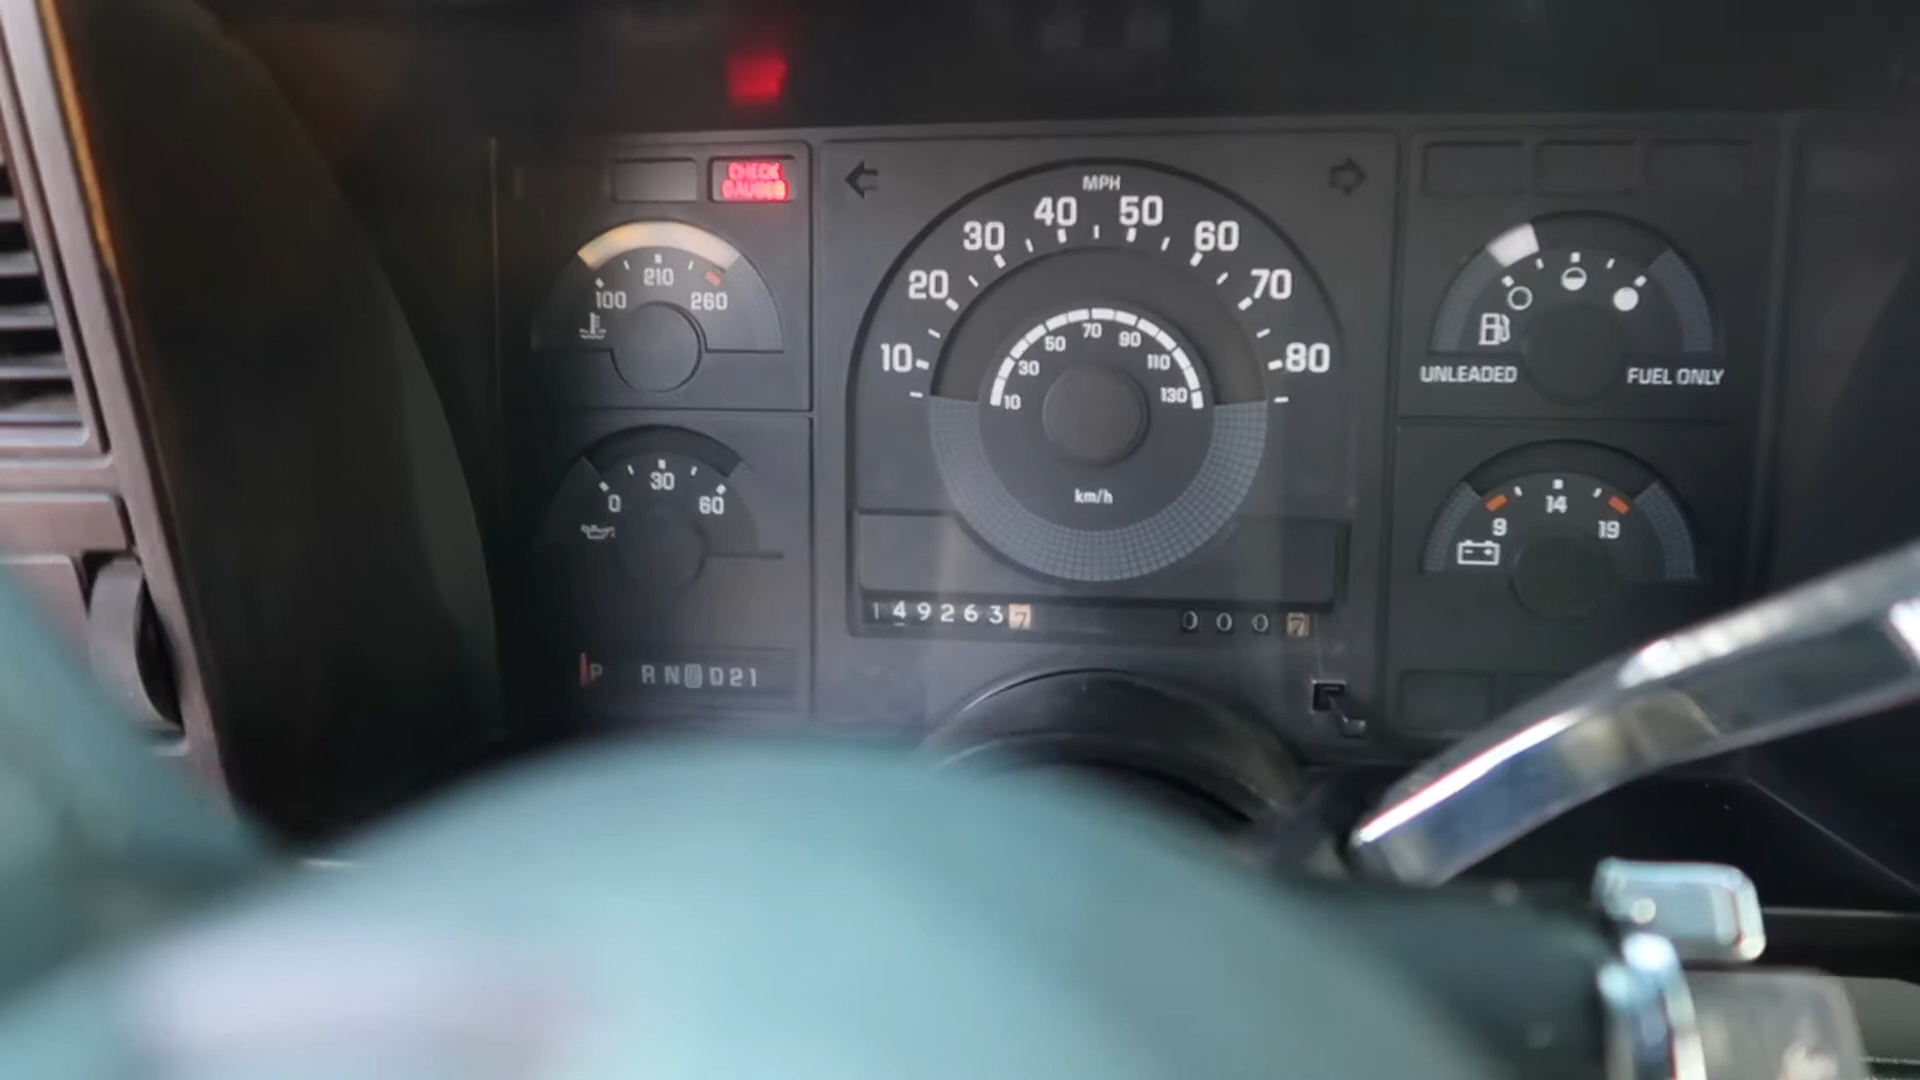 CHECK
GAUGES
100 210 260
0 30 60
P R N D D 2 1
MPH
10 20 30 40 50 60 70 80
10 30 50 70 90 110 130
km/h
1492637
0007
UNLEADED FUEL ONLY
9 14 19